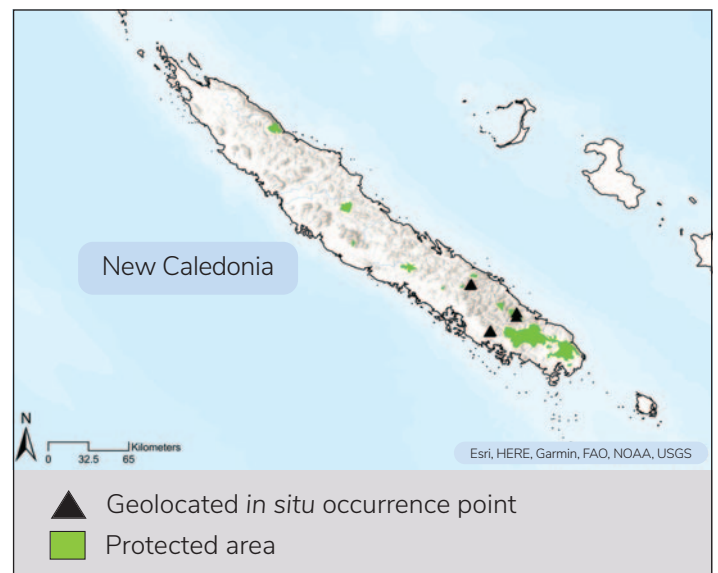 New Caledonia
N
Kilometers
0 32.5 65
Esri, HERE, Garmin, FAO, NOAA, USGS
Geolocated in situ occurrence point
Protected area